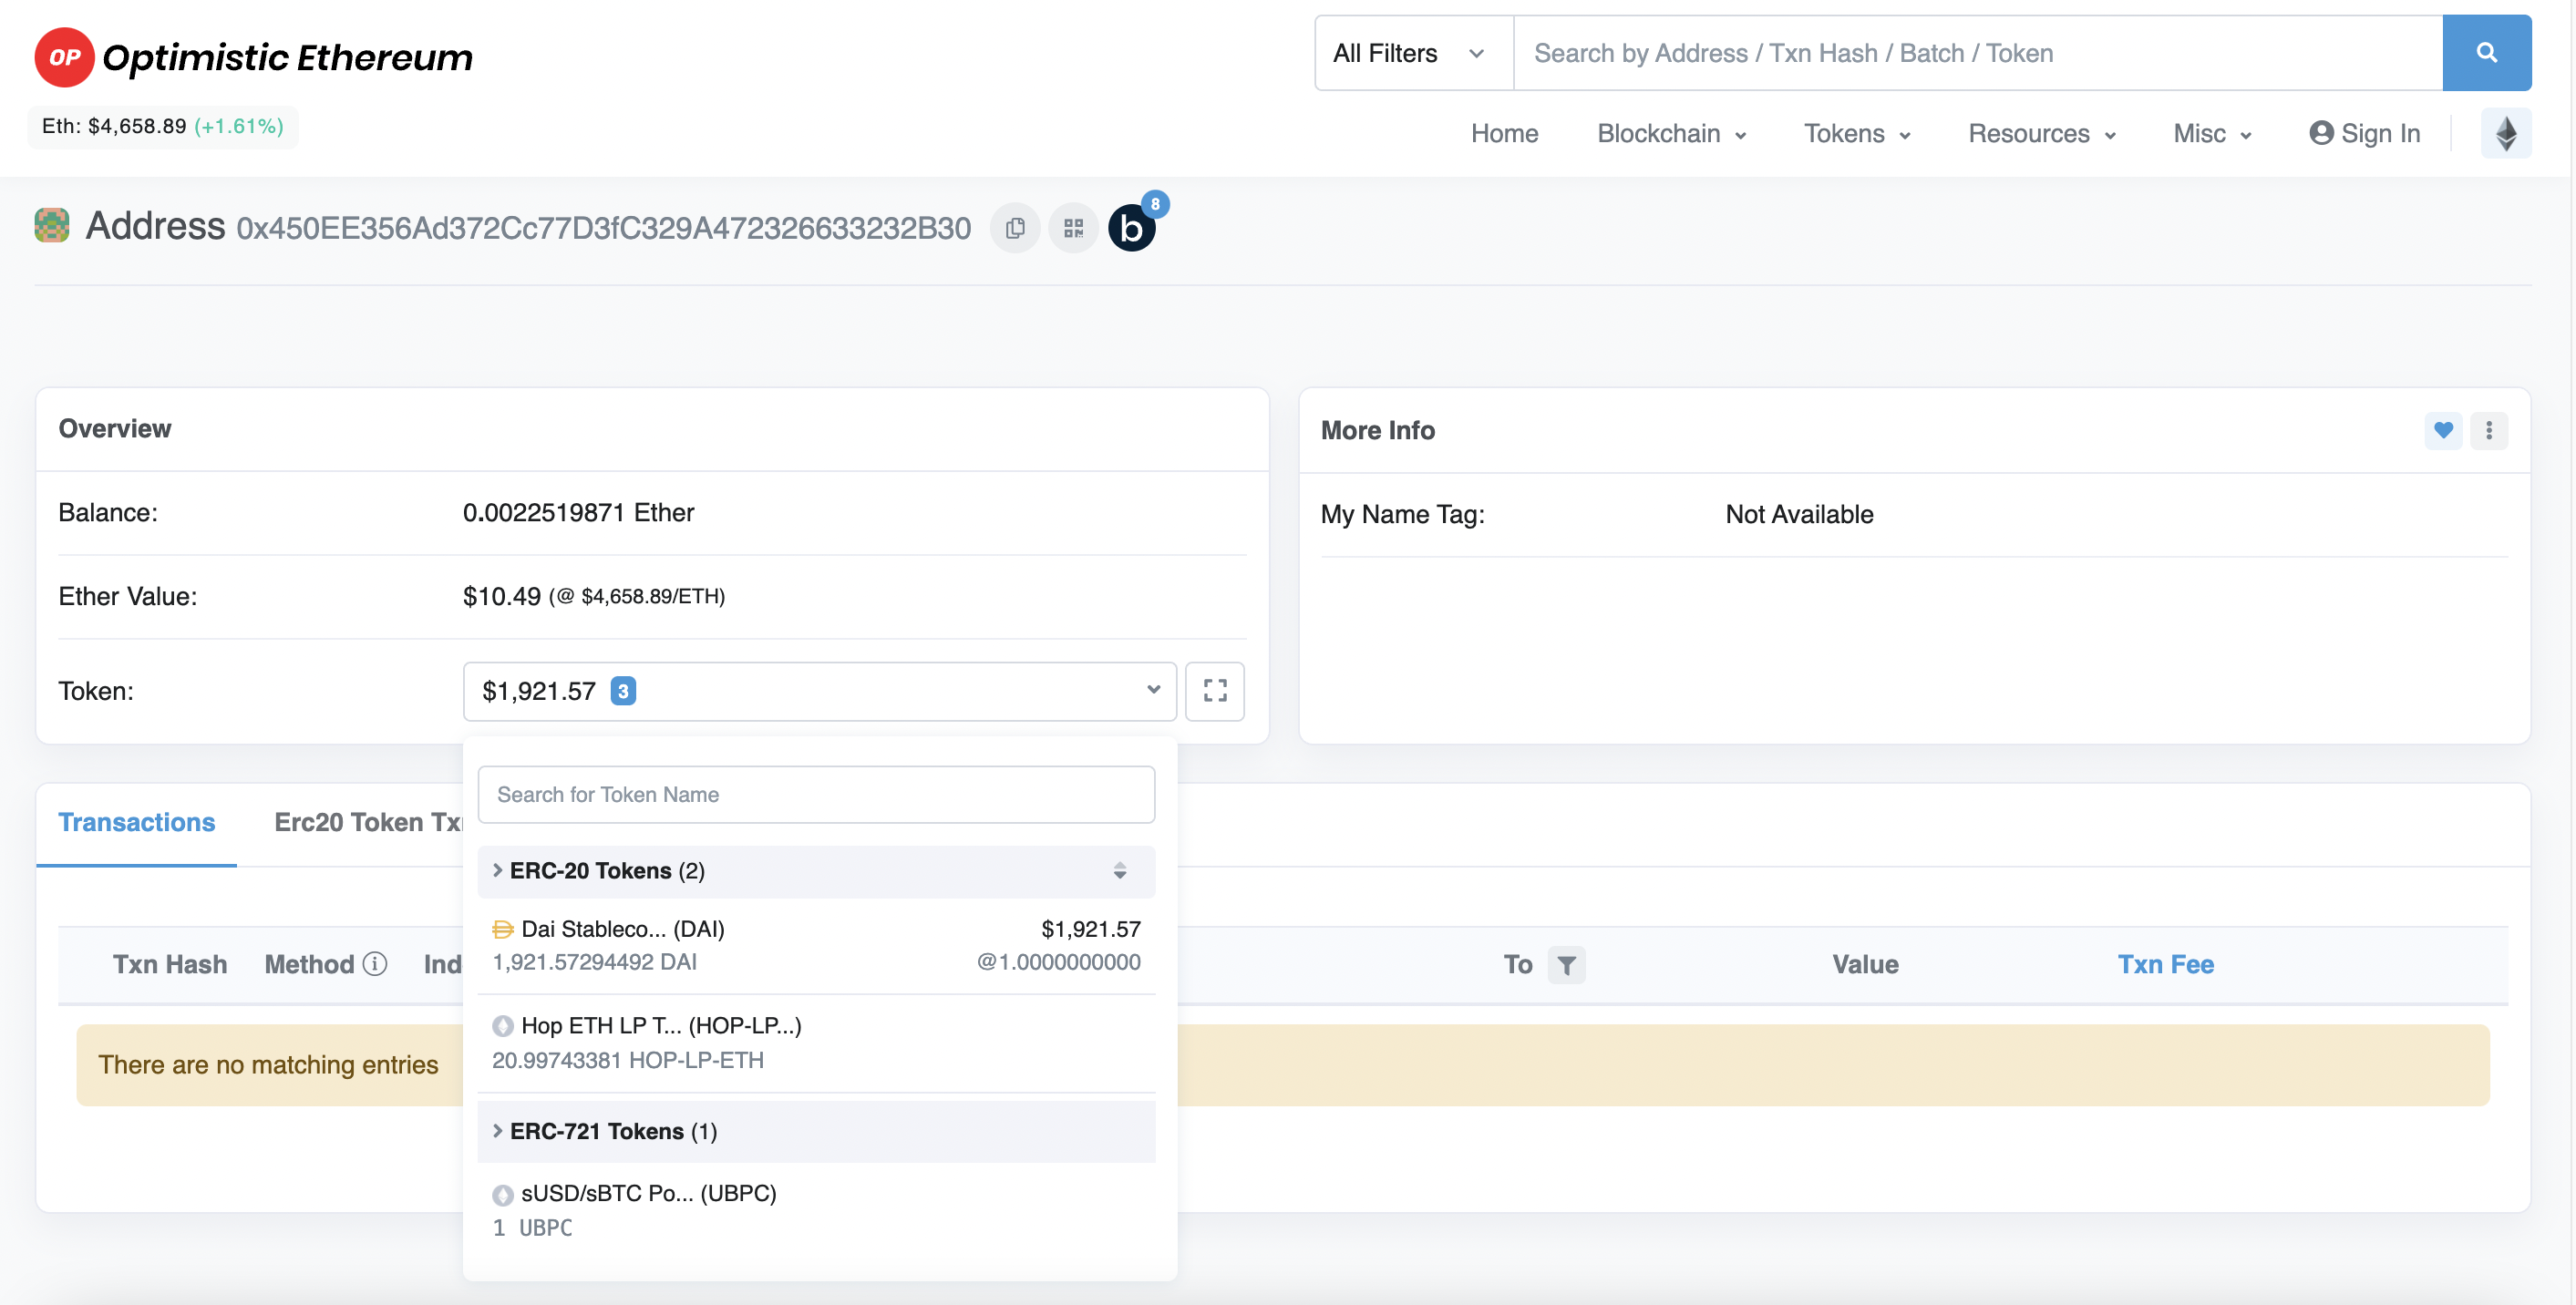 OP Optimistic Ethereum
All Filters
Search by Address / Txn Hash / Batch / Token
Eth: $4,658.89 (+1.61%)
Home Blockchain Tokens Resources Misc Sign In
Address 0x450EE356Ad372Cc77D3fC329A472326633232B30
b 8
Overview
Balance: 0.0022519871 Ether
Ether Value: $10.49 (@ $4,658.89/ETH)
Token: $1,921.57 3
More Info
My Name Tag: Not Available
Search for Token Name
ERC-20 Tokens (2)
Dai Stableco... (DAI) $1,921.57
1,921.57294492 DAI @1.0000000000
Hop ETH LP T... (HOP-LP...)
20.99743381 HOP-LP-ETH
ERC-721 Tokens (1)
sUSD/sBTC Po... (UBPC)
1 UBPC
Transactions Erc20 Token
Txn Hash Method To Value Txn Fee
There are no matching entries